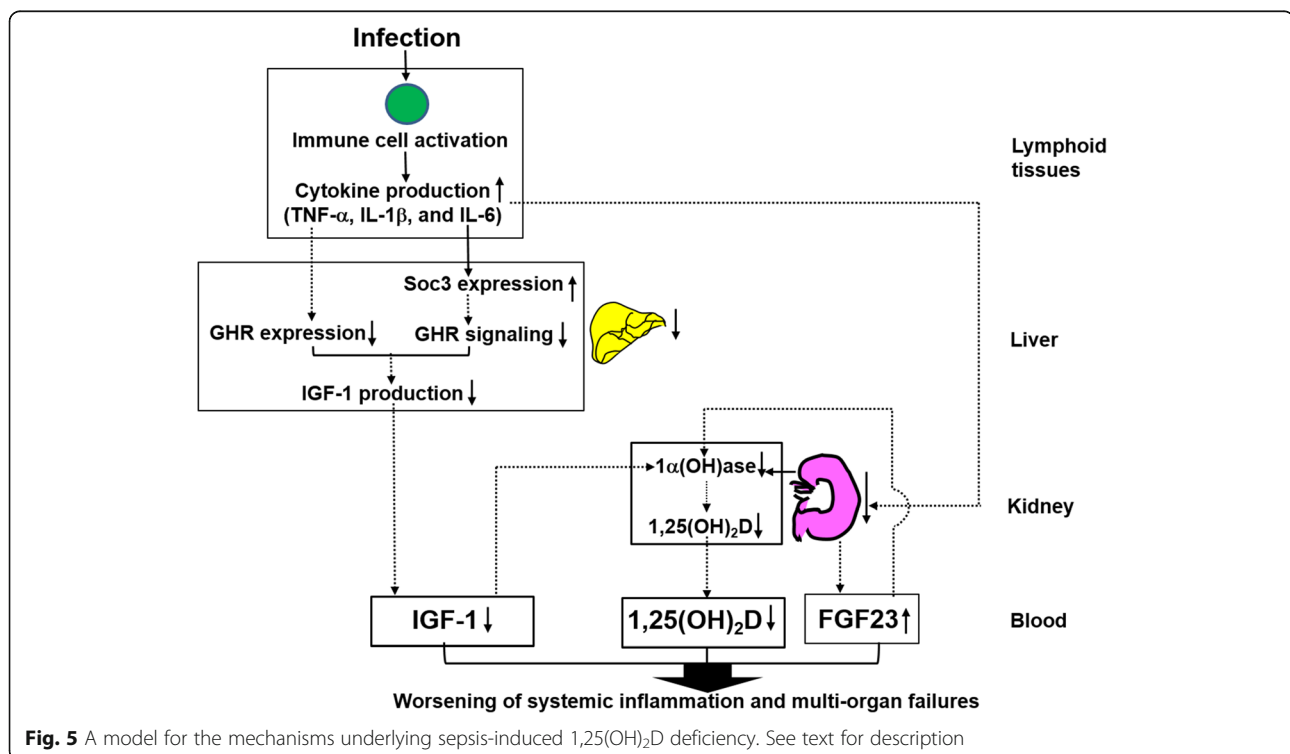 Infection
Immune cell activation
Cytokine production↑
(TNF-α, IL-1β, and IL-6)
Lymphoid
tissues
Soc3 expression↑
GHR expression↓
GHR signaling↓
IGF-1 production↓
Liver
1α(OH)ase↓
1,25(OH)₂D↓
Kidney
IGF-1↓
1,25(OH)₂D↓
FGF23↑
Blood
Worsening of systemic inflammation and multi-organ failures
Fig. 5 A model for the mechanisms underlying sepsis-induced 1,25(OH)₂D deficiency. See text for description